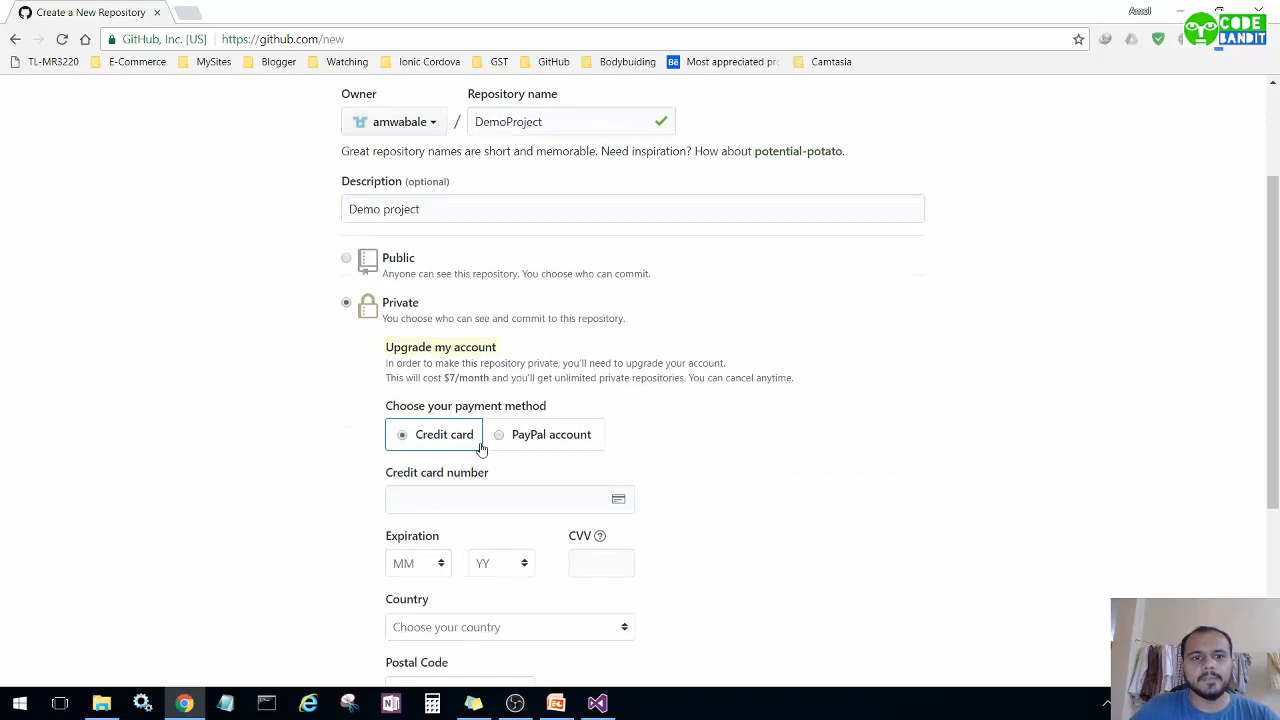 Create a New Repository
Amol
CODE
BANDIT
GitHub, Inc. [US]
https://github.com/new
TL-MR3220
E-Commerce
MySites
Blogger
Watching
Ionic Cordova
GST
GitHub
Bodybuiding
Bē
Most appreciated pro
Camtasia
Owner
Repository name
amwabale
/
DemoProject
Great repository names are short and memorable. Need inspiration? How about potential-potato.
Description (optional)
Demo project
Public
Anyone can see this repository. You choose who can commit.
Private
You choose who can see and commit to this repository.
Upgrade my account
In order to make this repository private, you'll need to upgrade your account.
This will cost $7/month and you'll get unlimited private repositories. You can cancel anytime.
Choose your payment method
Credit card
PayPal account
Credit card number
Expiration
CVV
MM
YY
Country
Choose your country
Postal Code